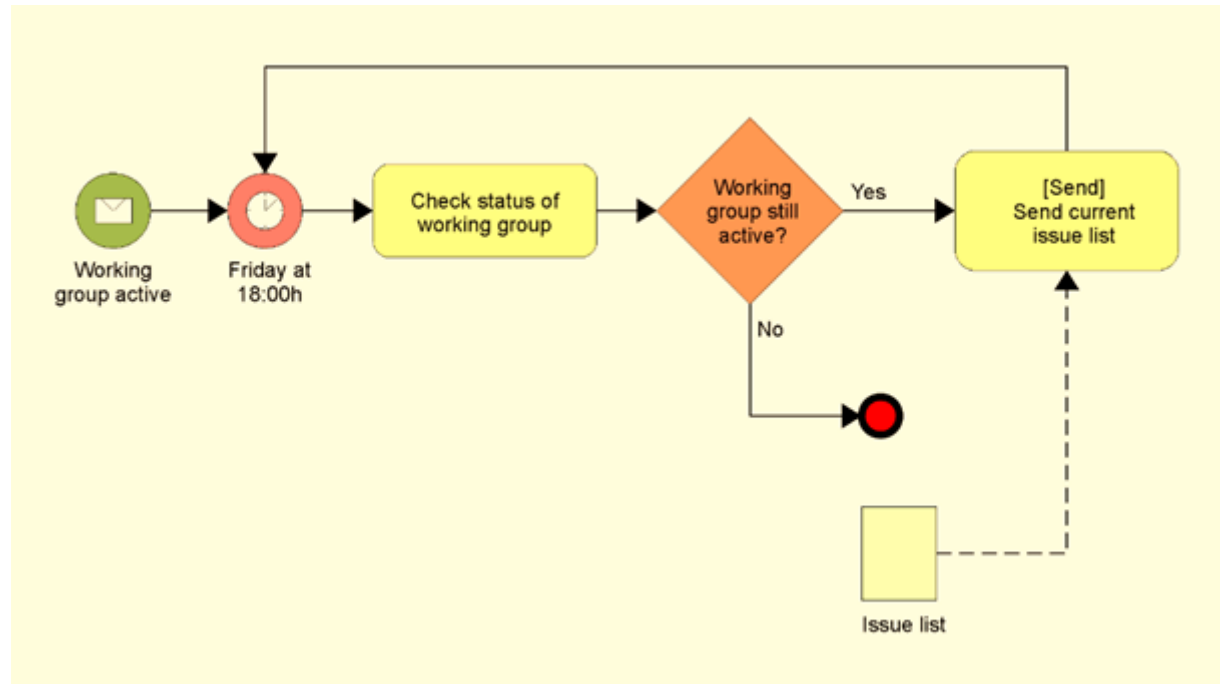 Working
group active
Friday at
18:00h
Check status of
working group
Working
group still
active?
Yes
[Send]
Send current
issue list
No
Issue list